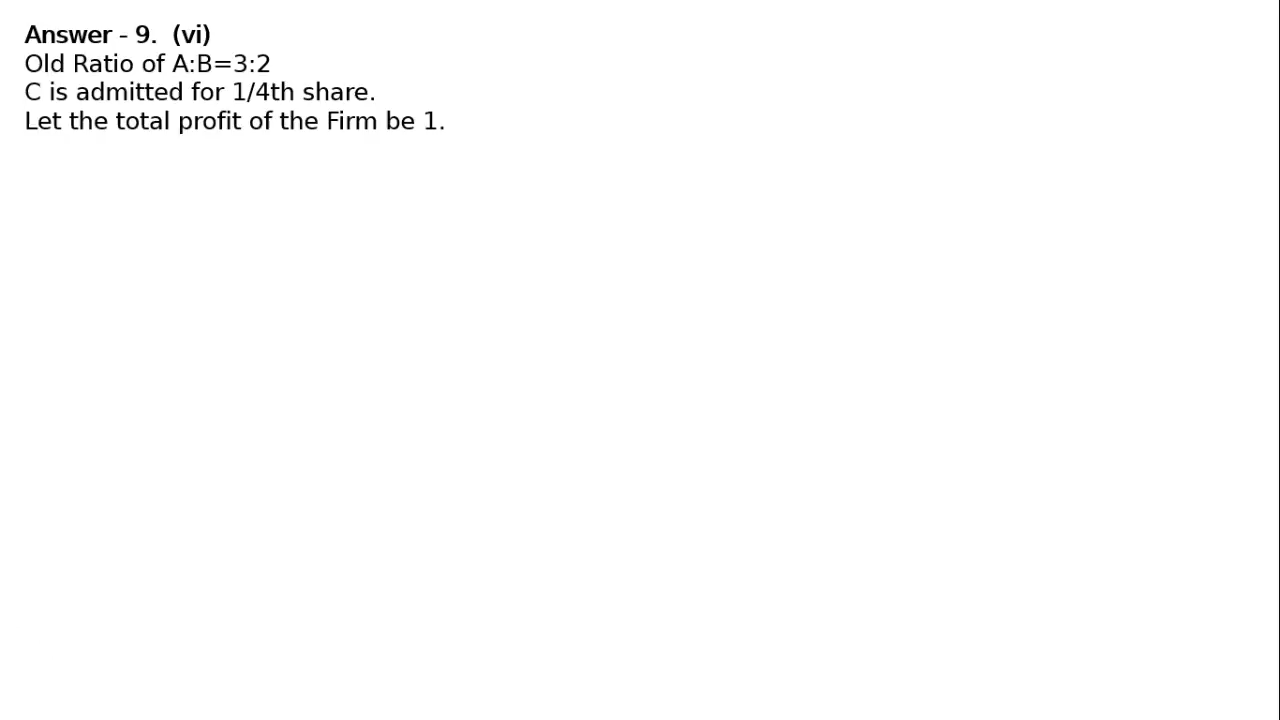 Answer - 9.  (vi)
Old Ratio of A:B=3:2
C is admitted for 1/4th share.
Let the total profit of the Firm be 1.